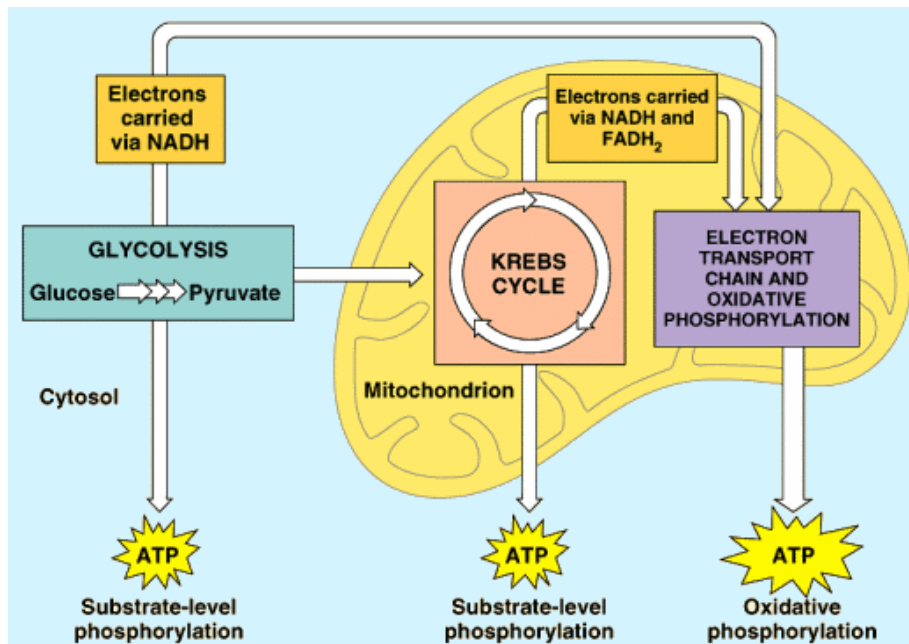 Electrons
carried
via NADH
Electrons carried
via NADH and
FADH₂
GLYCOLYSIS
Glucose Pyruvate
KREBS
CYCLE
ELECTRON
TRANSPORT
CHAIN AND
OXIDATIVE
PHOSPHORYLATION
Cytosol
Mitochondrion
ATP
Substrate-level
phosphorylation
ATP
Substrate-level
phosphorylation
ATP
Oxidative
phosphorylation